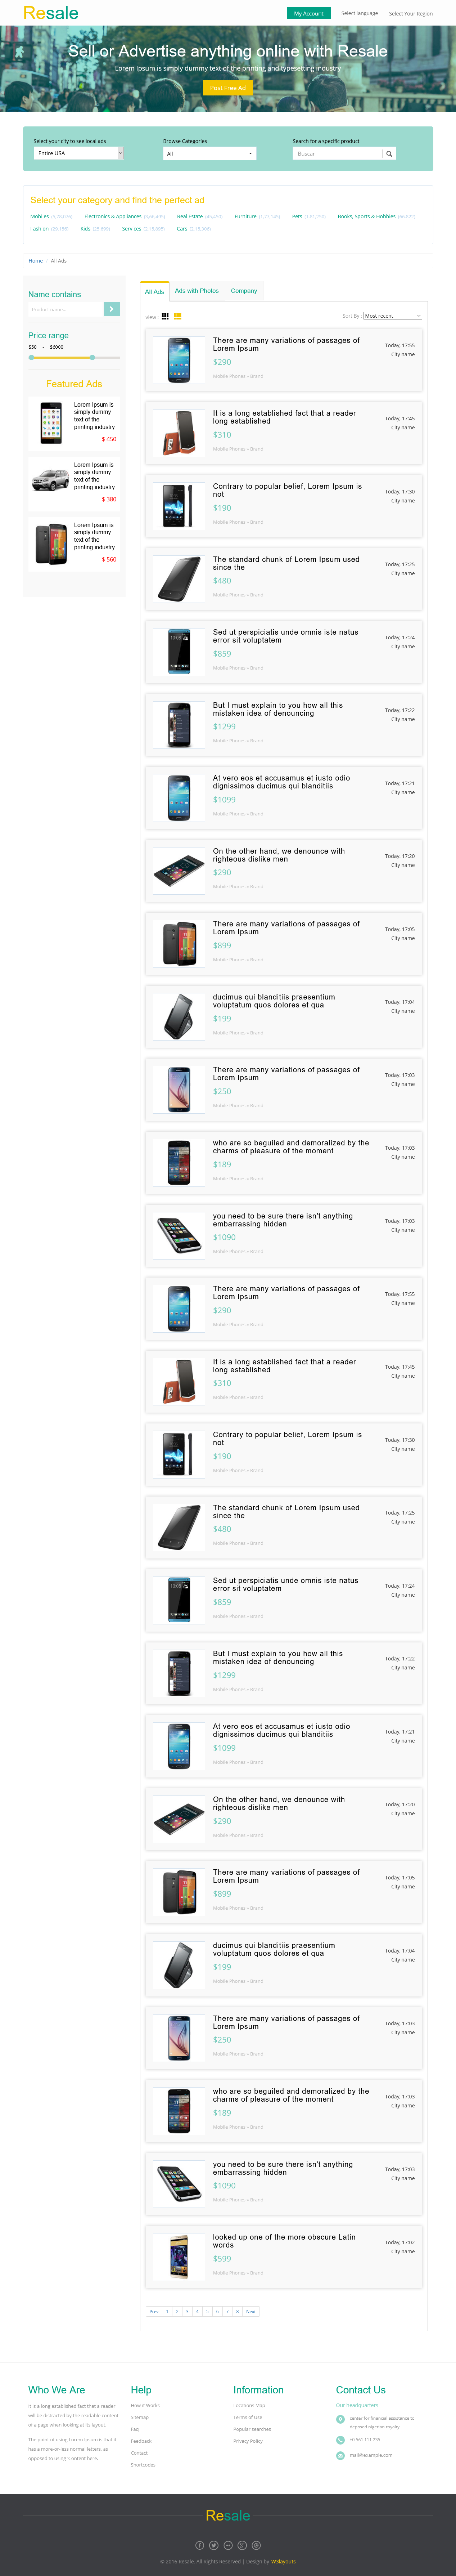 Resale
My Account
Select language
Select Your Region
Sell or Advertise anything online with Resale
Lorem Ipsum is simply dummy text of the printing and typesetting industry
Post Free Ad
Select your city to see local ads
Browse Categories
Search for a specific product
Entire USA
All
Buscar
Select your category and find the perfect ad
Mobiles
Electronics & Appliances
Real Estate
Furniture
Pets
Books, Sports & Hobbies
Fashion
Kids
Services
Cars
Home
All Ads
Name contains...
Product name...
Price range
$50 - $6000
Featured Ads
Lorem Ipsum is
simply dummy
text of the
printing industry
$ 450
Lorem Ipsum is
simply dummy
text of the
printing industry
$ 380
Lorem Ipsum is
simply dummy
text of the
printing industry
$ 560
All Ads
Ads with Photos
Company
view :
Sort By :
Most recent
There are many variations of passages of
Lorem Ipsum
$290
Mobile Phones » Brand
Today, 17:55
City name
It is a long established fact that a reader
long established
$310
Mobile Phones » Brand
Today, 17:45
City name
Contrary to popular belief, Lorem Ipsum is
not
$190
Mobile Phones » Brand
Today, 17:30
City name
The standard chunk of Lorem Ipsum used
since the
$480
Mobile Phones » Brand
Today, 17:25
City name
Sed ut perspiciatis unde omnis iste natus
error sit voluptatem
$859
Mobile Phones » Brand
Today, 17:24
City name
But I must explain to you how all this
mistaken idea of denouncing
$1299
Mobile Phones » Brand
Today, 17:22
City name
At vero eos et accusamus et iusto odio
dignissimos ducimus qui blanditiis
$1099
Mobile Phones » Brand
Today, 17:21
City name
On the other hand, we denounce with
righteous dislike men
$290
Mobile Phones » Brand
Today, 17:20
City name
There are many variations of passages of
Lorem Ipsum
$899
Mobile Phones » Brand
Today, 17:05
City name
ducimus qui blanditiis praesentium
voluptatum quos dolores et qua
$199
Mobile Phones » Brand
Today, 17:04
City name
There are many variations of passages of
Lorem Ipsum
$250
Mobile Phones » Brand
Today, 17:03
City name
who are so beguiled and demoralized by the
charms of pleasure of the moment
$189
Mobile Phones » Brand
Today, 17:03
City name
you need to be sure there isn't anything
embarrassing hidden
$1090
Mobile Phones » Brand
Today, 17:03
City name
There are many variations of passages of
Lorem Ipsum
$290
Mobile Phones » Brand
Today, 17:55
City name
It is a long established fact that a reader
long established
$310
Mobile Phones » Brand
Today, 17:45
City name
Contrary to popular belief, Lorem Ipsum is
not
$190
Mobile Phones » Brand
Today, 17:30
City name
The standard chunk of Lorem Ipsum used
since the
$480
Mobile Phones » Brand
Today, 17:25
City name
Sed ut perspiciatis unde omnis iste natus
error sit voluptatem
$859
Mobile Phones » Brand
Today, 17:24
City name
But I must explain to you how all this
mistaken idea of denouncing
$1299
Mobile Phones » Brand
Today, 17:22
City name
At vero eos et accusamus et iusto odio
dignissimos ducimus qui blanditiis
$1099
Mobile Phones » Brand
Today, 17:21
City name
On the other hand, we denounce with
righteous dislike men
$290
Mobile Phones » Brand
Today, 17:20
City name
There are many variations of passages of
Lorem Ipsum
$899
Mobile Phones » Brand
Today, 17:05
City name
ducimus qui blanditiis praesentium
voluptatum quos dolores et qua
$199
Mobile Phones » Brand
Today, 17:04
City name
There are many variations of passages of
Lorem Ipsum
$250
Mobile Phones » Brand
Today, 17:03
City name
who are so beguiled and demoralized by the
charms of pleasure of the moment
$189
Mobile Phones » Brand
Today, 17:03
City name
you need to be sure there isn't anything
embarrassing hidden
$1090
Mobile Phones » Brand
Today, 17:03
City name
looked up one of the more obscure Latin
words
$599
Mobile Phones » Brand
Today, 17:02
City name
Prev 1 2 3 4 5 6 7 8 Next
Who We Are
It is a long established fact that a reader
will be distracted by the readable content
of a page when looking at its layout.
The point of using Lorem Ipsum is that it
has a more-or-less normal letters, as
opposed to using 'Content here.
Help
How it Works
Sitemap
Faq
Feedback
Contact
Shortcodes
Information
Locations Map
Terms of Use
Popular searches
Privacy Policy
Contact Us
Our headquarters
center for financial assistance to
deposed nigerian royalty
+0 561 111 235
mail@example.com
Resale
© 2016 Resale. All Rights Reserved | Design by W3layouts